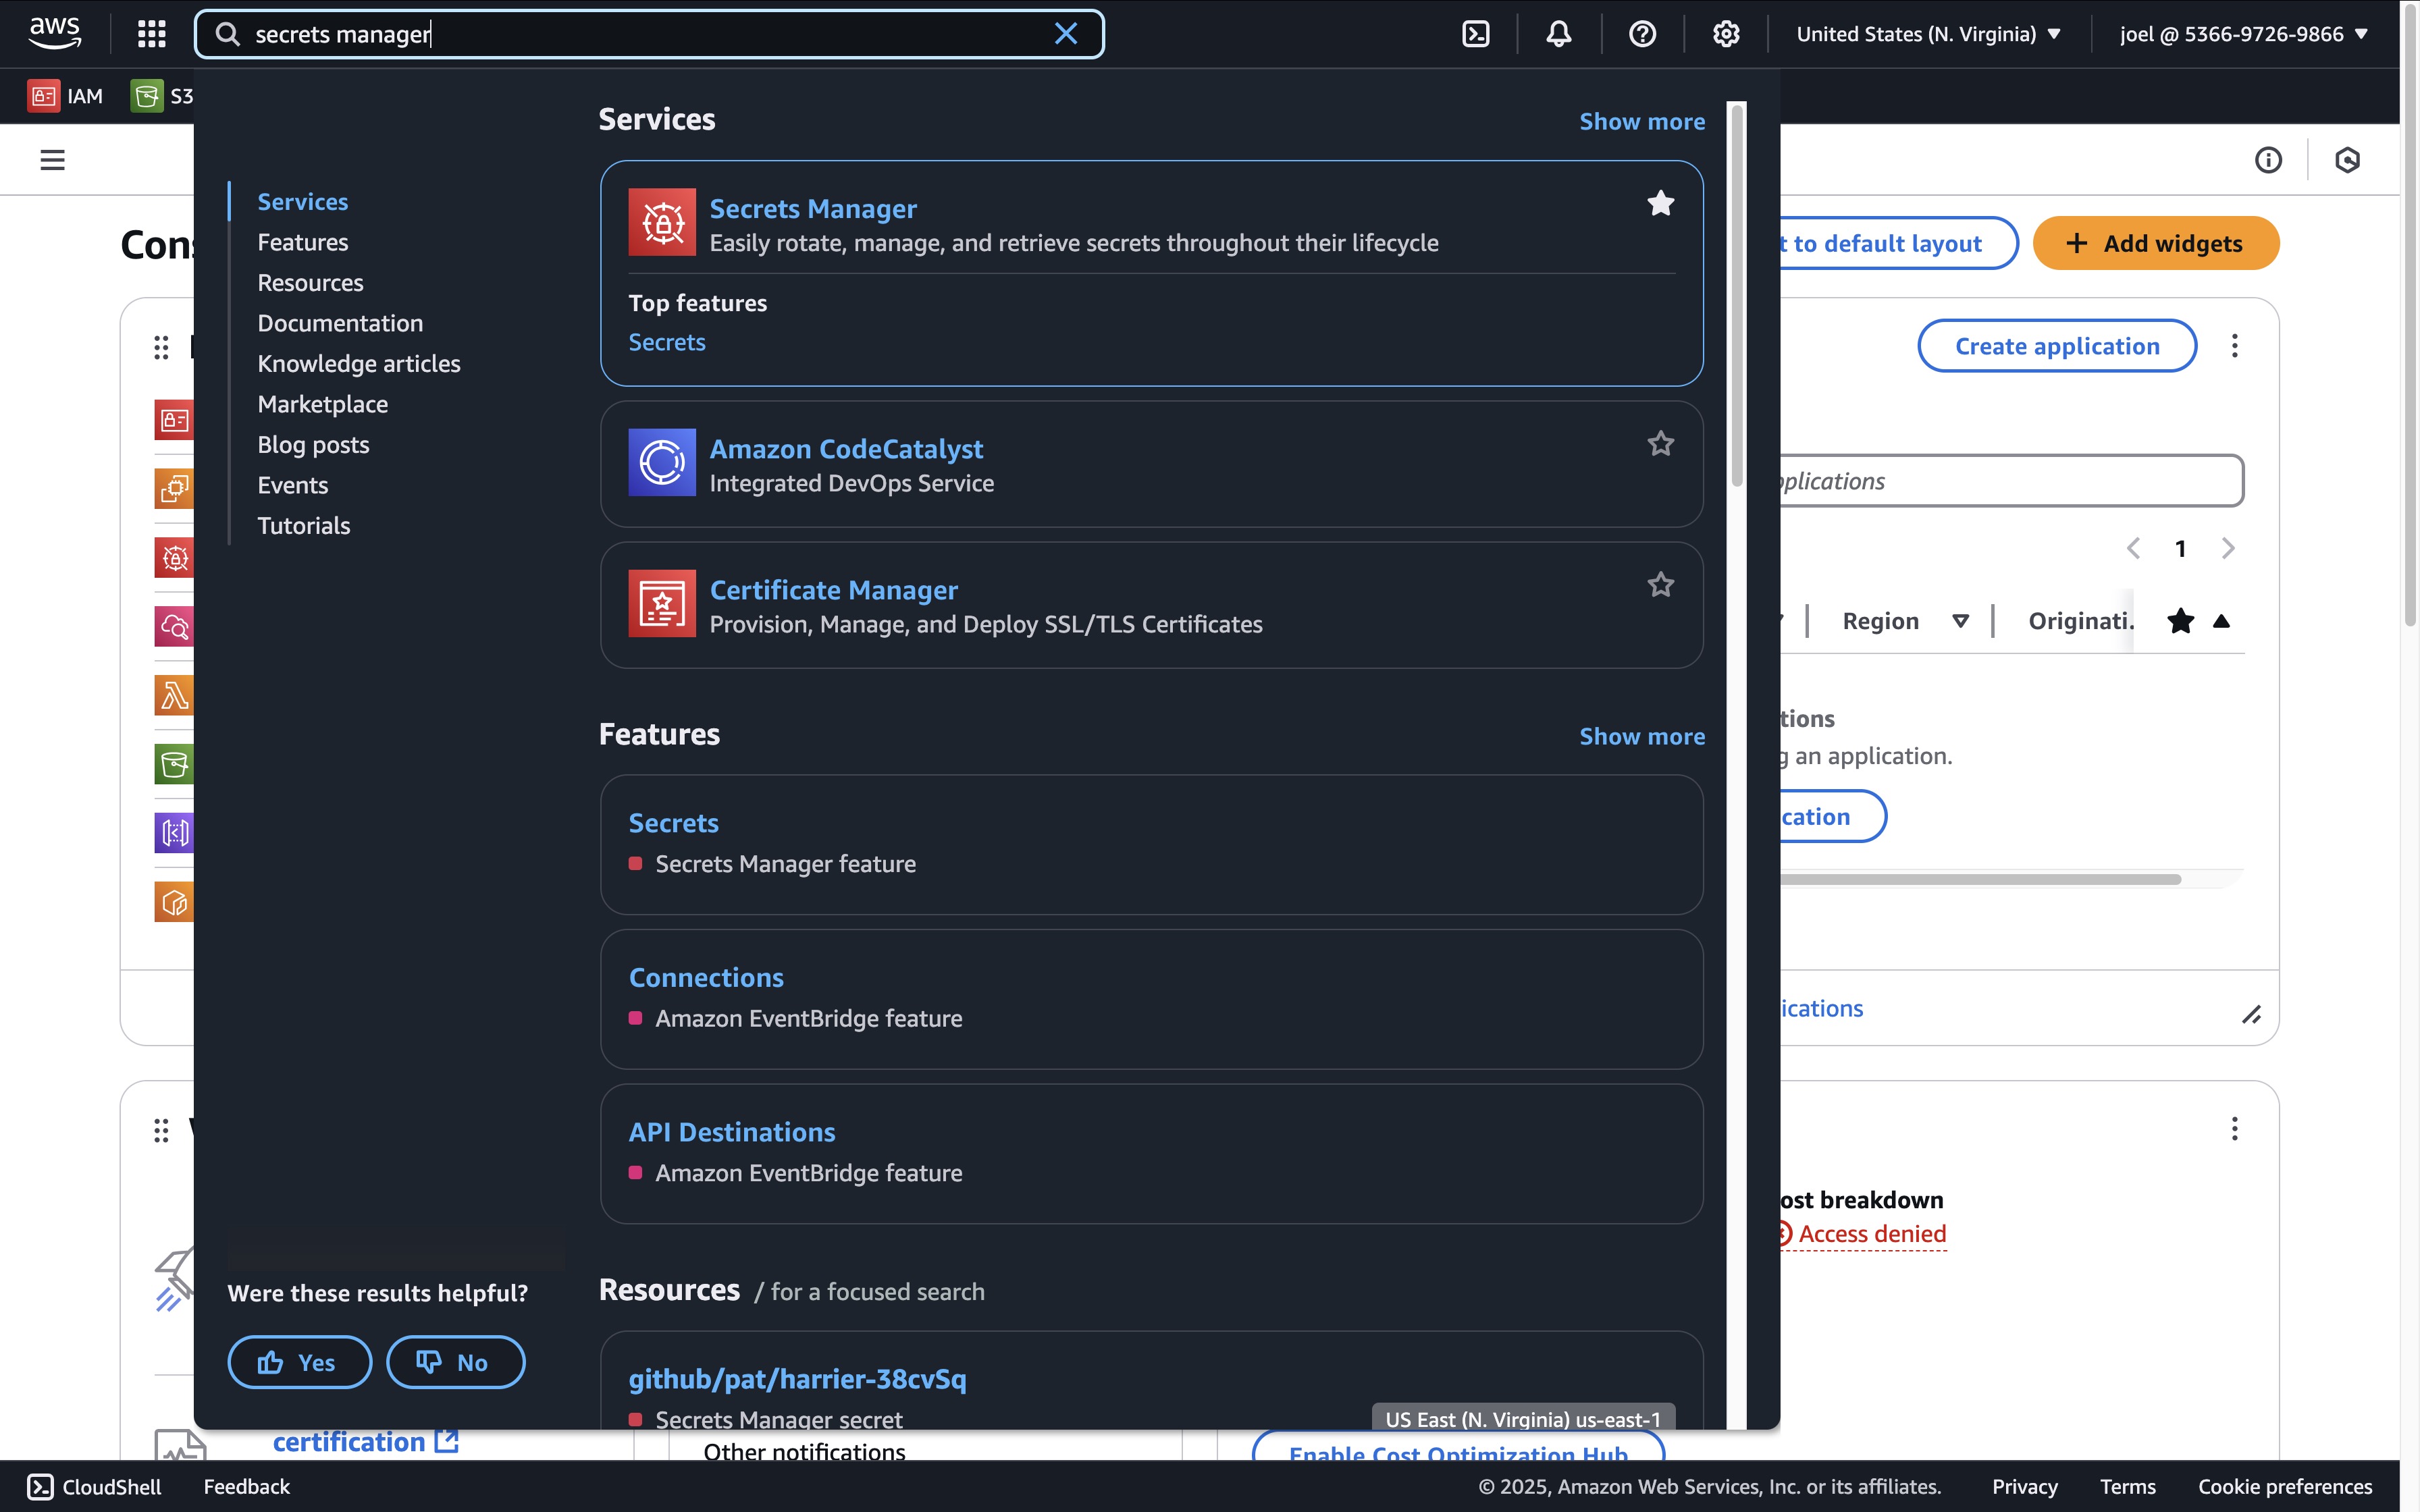 aws
secrets manager
United States (N. Virginia)
joel @ 5366-9726-9866
IAM
S3
Cons
t to default layout
Add widgets
Services
Features
Resources
Documentation
Knowledge articles
Marketplace
Blog posts
Events
Tutorials
Services
Show more
Secrets Manager
Easily rotate, manage, and retrieve secrets throughout their lifecycle
Top features
Secrets
Amazon CodeCatalyst
Integrated DevOps Service
Certificate Manager
Provision, Manage, and Deploy SSL/TLS Certificates
Features
Show more
Secrets
Secrets Manager feature
Connections
Amazon EventBridge feature
API Destinations
Amazon EventBridge feature
Resources / for a focused search
github/pat/harrier-38cvSq
Secrets Manager secret
US East (N. Virginia) us-east-1
Were these results helpful?
Yes
No
Create application
plications
1
Region
Originati.
tions
g an application.
cation
ications
ost breakdown
Access denied
certification
Other notifications
Enable Cost Optimization Hub
CloudShell
Feedback
© 2025, Amazon Web Services, Inc. or its affiliates.
Privacy
Terms
Cookie preferences